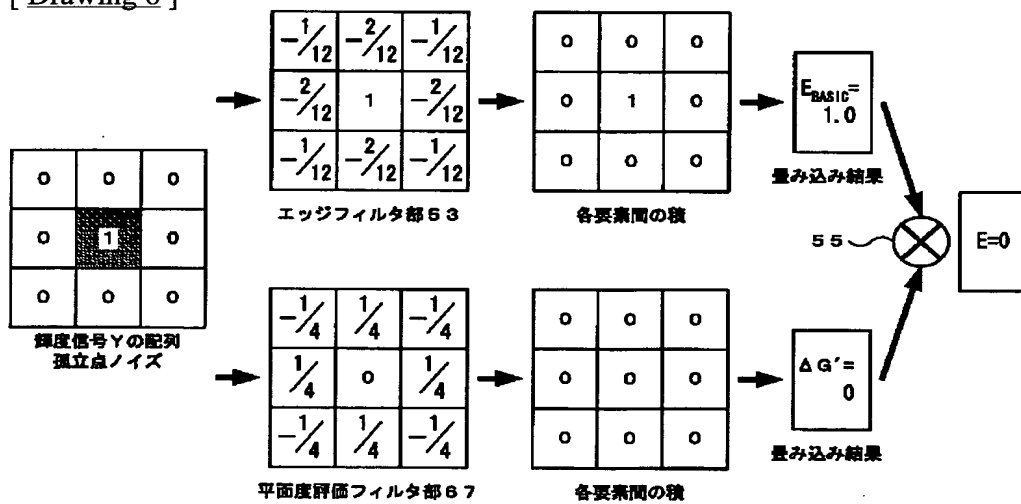 [ Drawing 6 ]
-1/12 -2/12 -1/12
-2/12 1 -2/12
-1/12 -2/12 -1/12
エッジフィルタ部53
0 0 0
0 1 0
0 0 0
各要素間の積
EBASIC=
1.0
畳み込み結果
0 0 0
0 1 0
0 0 0
輝度信号Yの配列
孤立点ノイズ
55
E=0
-1/4 1/4 -1/4
1/4 0 1/4
-1/4 1/4 -1/4
平面度評価フィルタ部67
0 0 0
0 0 0
0 0 0
各要素間の積
ΔG′=
0
畳み込み結果